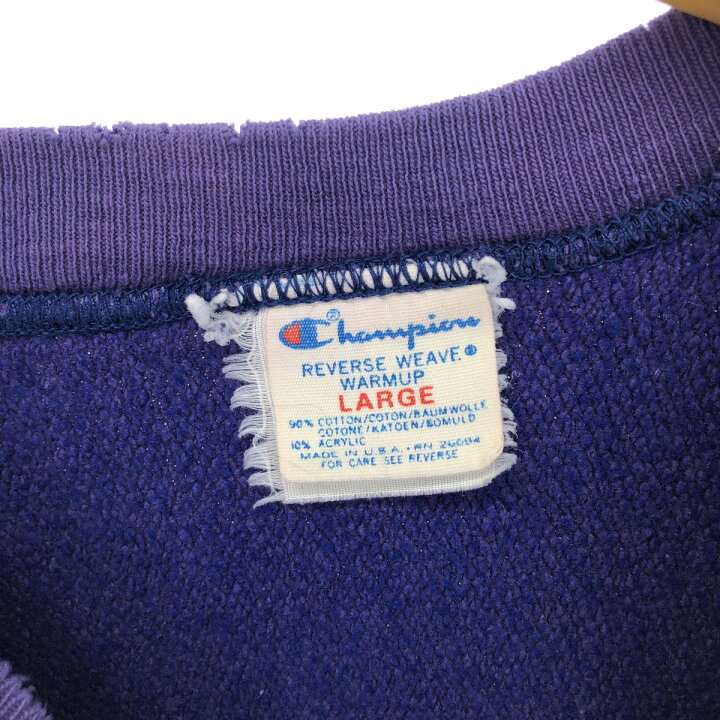 Champion®
REVERSE WEAVE®
WARMUP
LARGE
90% COTTON/COTON/BAUMWOLLE
COTONE/KATOEN/BOMULD
10% ACRYLIC
MADE IN U.S.A. - RN 26094
FOR CARE SEE REVERSE